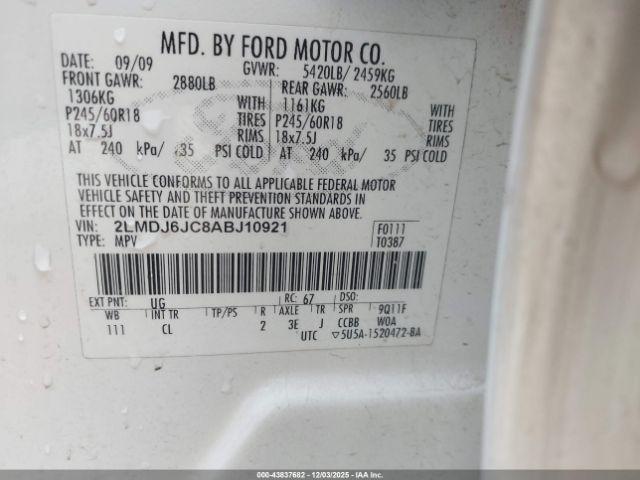 MFD. BY FORD MOTOR CO.
DATE: 09/09 GVWR: 5420LB/ 2459KG
FRONT GAWR: 2880LB REAR GAWR: 2560LB
1306KG WITH 1161KG WITH
P245/60R18 TIRES P245/60R18 TIRES
18x7.5J RIMS 18x7.5J RIMS
AT 240 kPa/ 35 PSI COLD AT 240 kPa/ 35 PSI COLD
THIS VEHICLE CONFORMS TO ALL APPLICABLE FEDERAL MOTOR
VEHICLE SAFETY AND THEFT PREVENTION STANDARDS IN
EFFECT ON THE DATE OF MANUFACTURE SHOWN ABOVE.
VIN: 2LMDJ6JC8ABJ10921 F0111
TYPE: MPV T0387
EXT PNT: UG RC: 67 DSO:
WB INT TR TP/PS R AXLE TR SPR 9Q11F
111 CL 2 3E J CCBB WOA
UTC ▽5U5A-1520472-BA
000-43837682 - 12/03/2025 - IAAI.com